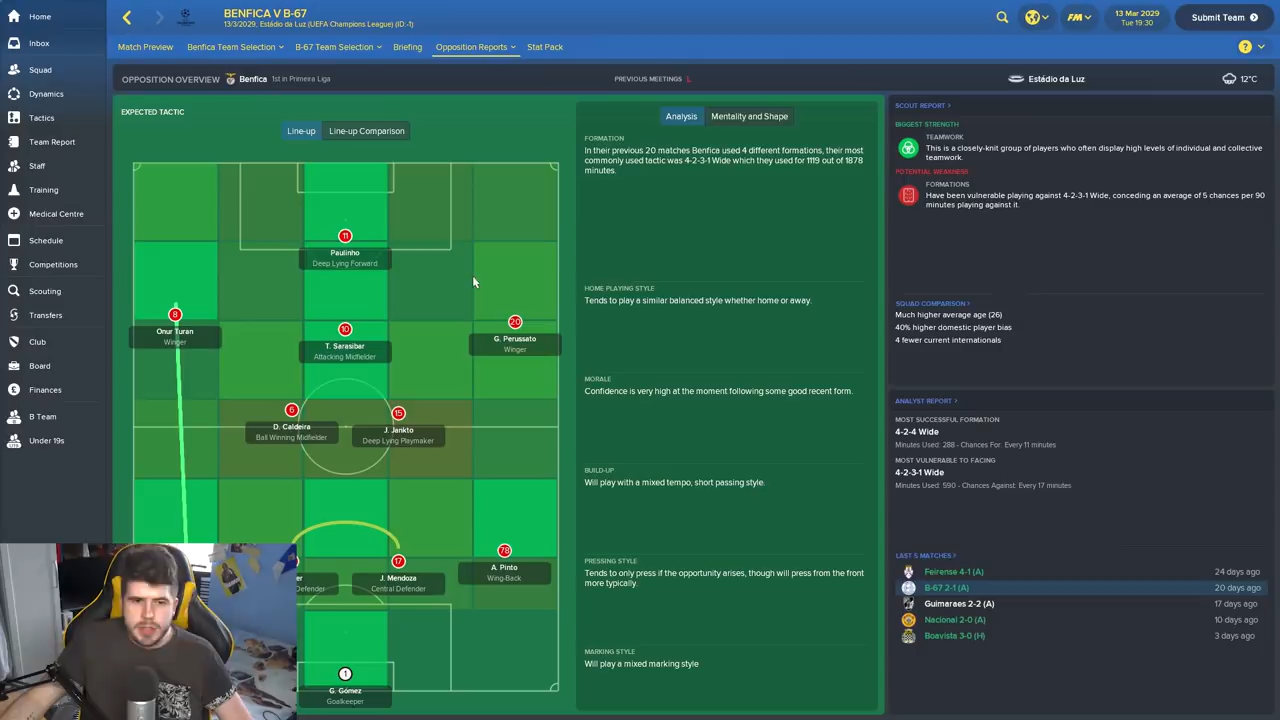 Home
Inbox
Squad
Dynamics
Tactics
Team Report
Staff
Training
Medical Centre
Schedule
Competitions
Scouting
Transfers
Club
Board
Finances
B Team
Under 19s
BENFICA V B-67
13/3/2029, Estádio da Luz (UEFA Champions League) (ID:-1)
FM
13 Mar 2029
Tue 19:30
Submit Team
Match Preview
Benfica Team Selection
B-67 Team Selection
Briefing
Opposition Reports
Stat Pack
?
OPPOSITION OVERVIEW
Benfica
1st in Primeira Liga
PREVIOUS MEETINGS L
Estádio da Luz
12°C
EXPECTED TACTIC
Line-up
Line-up Comparison
11
Paulinho
Deep Lying Forward
8
Onur Turan
Winger
10
T. Sarasibar
Attacking Midfielder
20
G. Perussato
Winger
6
D. Caldeira
Ball Winning Midfielder
15
J. Jankto
Deep Lying Playmaker
Defender
17
J. Mendoza
Central Defender
78
A. Pinto
Wing-Back
1
G. Gómez
Goalkeeper
Analysis
Mentality and Shape
FORMATION
In their previous 20 matches Benfica used 4 different formations, their most
commonly used tactic was 4-2-3-1 Wide which they used for 1119 out of 1878
minutes.
HOME PLAYING STYLE
Tends to play a similar balanced style whether home or away.
MORALE
Confidence is very high at the moment following some good recent form.
BUILD-UP
Will play with a mixed tempo, short passing style.
PRESSING STYLE
Tends to only press if the opportunity arises, though will press from the front
more typically.
MARKING STYLE
Will play a mixed marking style
SCOUT REPORT >
BIGGEST STRENGTH
TEAMWORK
This is a closely-knit group of players who often display high levels of individual and collective
teamwork.
POTENTIAL WEAKNESS
FORMATIONS
Have been vulnerable playing against 4-2-3-1 Wide, conceding an average of 5 chances per 90
minutes playing against it.
SQUAD COMPARISON >
Much higher average age (26)
40% higher domestic player bias
4 fewer current internationals
ANALYST REPORT >
MOST SUCCESSFUL FORMATION
4-2-4 Wide
Minutes Used: 288 - Chances For: Every 11 minutes
MOST VULNERABLE TO FACING
4-2-3-1 Wide
Minutes Used: 590 - Chances Against: Every 17 minutes
LAST 5 MATCHES >
Feirense 4-1 (A)
24 days ago
B-67 2-1 (A)
20 days ago
Guimaraes 2-2 (A)
17 days ago
Nacional 2-0 (A)
10 days ago
Boavista 3-0 (H)
3 days ago